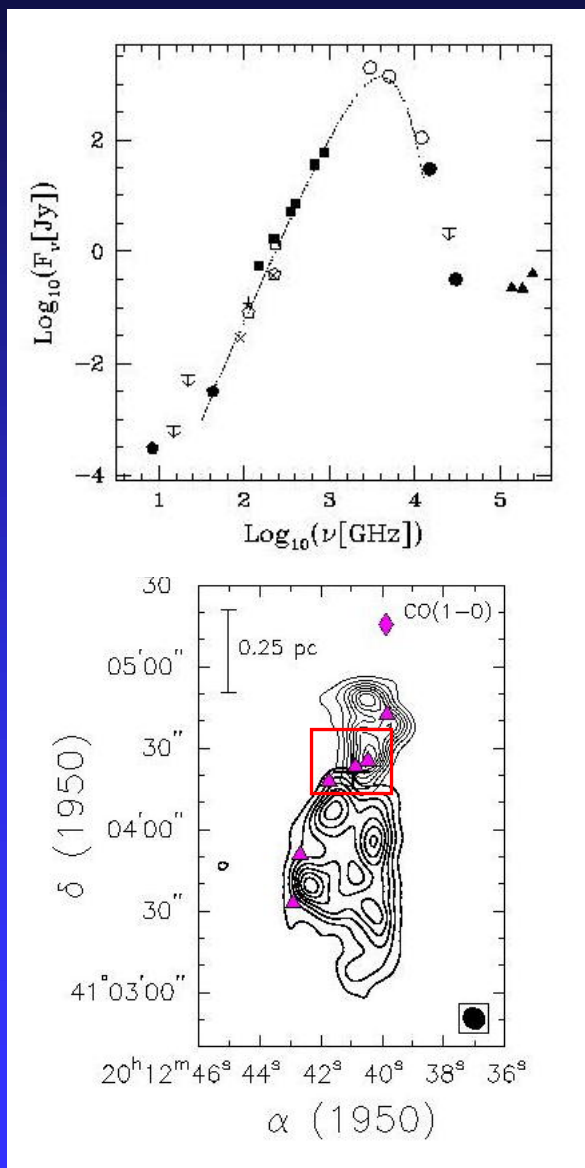 Log₁₀(Fᵥ[Jy])
2
0
−2
−4
1 2 3 4 5
Log₁₀(ν[GHz])
30
CO(1−0)
0.25 pc
05'00"
30"
04'00"
30"
41°03'00"
δ (1950)
20ʰ12ᵐ46ˢ 44ˢ 42ˢ 40ˢ 38ˢ 36ˢ
α (1950)